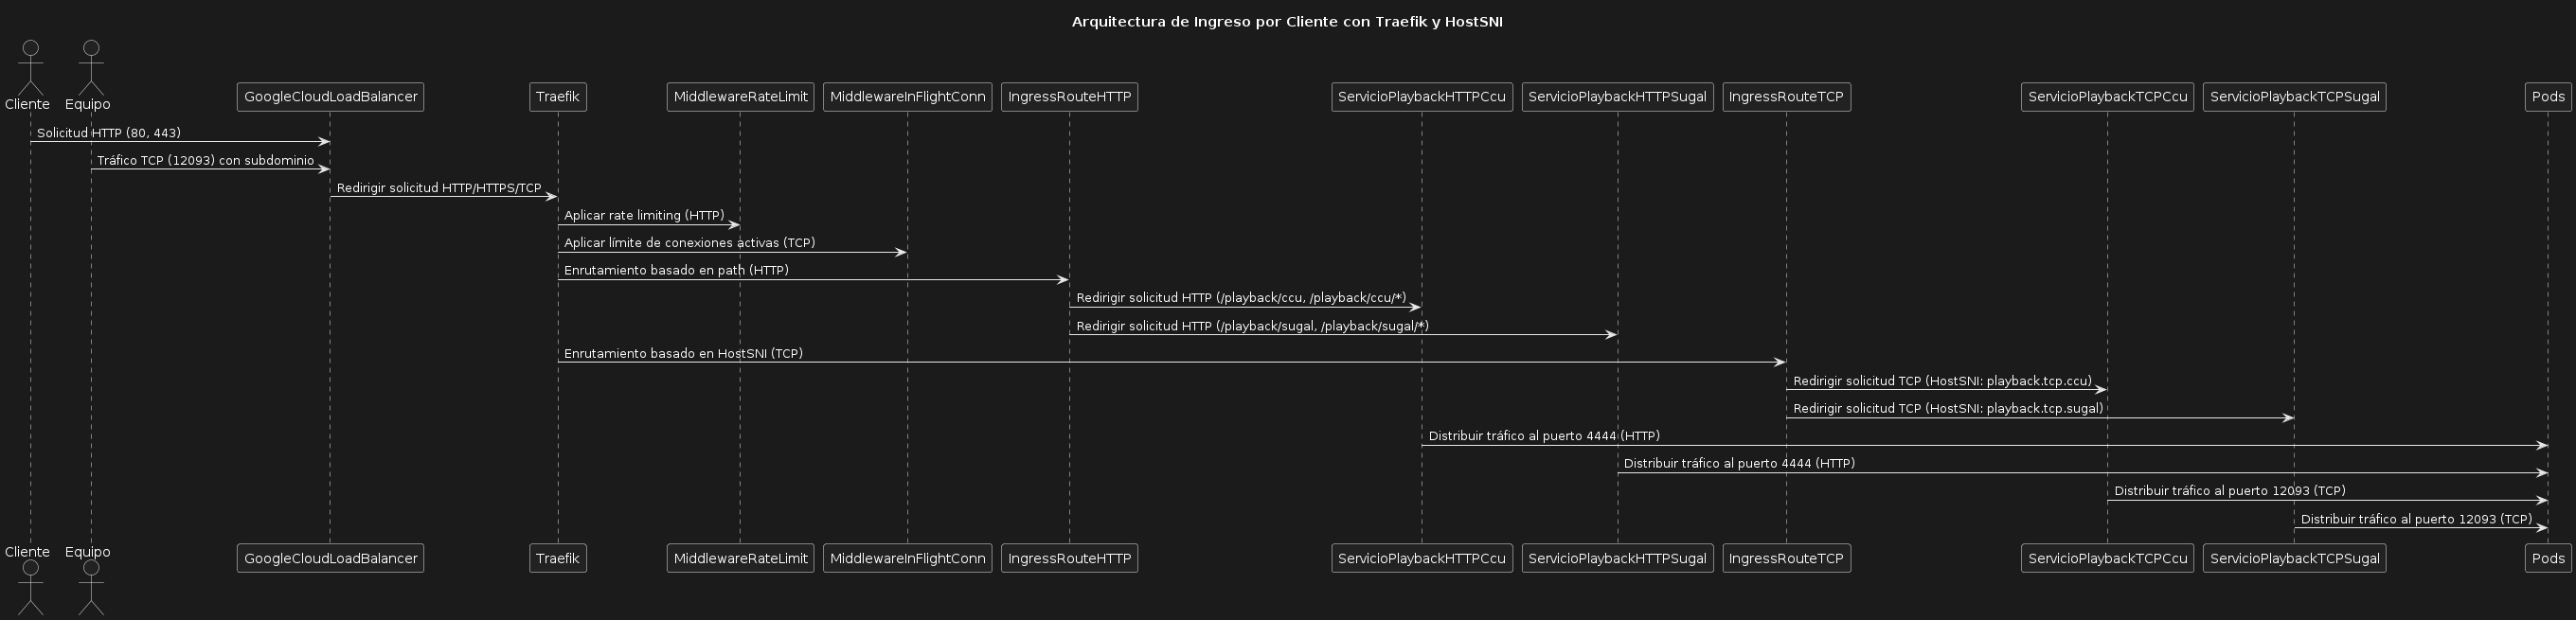 Arquitectura de Ingreso por Cliente con Traefik y HostSNI
Cliente
Equipo
GoogleCloudLoadBalancer
Traefik
MiddlewareRateLimit
MiddlewareInFlightConn
IngressRouteHTTP
ServicioPlaybackHTTPCcu
ServicioPlaybackHTTPSugal
IngressRouteTCP
ServicioPlaybackTCPCcu
ServicioPlaybackTCPSugal
Pods
Solicitud HTTP (80, 443)
Tráfico TCP (12093) con subdominio
Redirigir solicitud HTTP/HTTPS/TCP
Aplicar rate limiting (HTTP)
Aplicar límite de conexiones activas (TCP)
Enrutamiento basado en path (HTTP)
Redirigir solicitud HTTP (/playback/ccu, /playback/ccu/*)
Redirigir solicitud HTTP (/playback/sugal, /playback/sugal/*)
Enrutamiento basado en HostSNI (TCP)
Redirigir solicitud TCP (HostSNI: playback.tcp.ccu)
Redirigir solicitud TCP (HostSNI: playback.tcp.sugal)
Distribuir tráfico al puerto 4444 (HTTP)
Distribuir tráfico al puerto 4444 (HTTP)
Distribuir tráfico al puerto 12093 (TCP)
Distribuir tráfico al puerto 12093 (TCP)
Cliente
Equipo
GoogleCloudLoadBalancer
Traefik
MiddlewareRateLimit
MiddlewareInFlightConn
IngressRouteHTTP
ServicioPlaybackHTTPCcu
ServicioPlaybackHTTPSugal
IngressRouteTCP
ServicioPlaybackTCPCcu
ServicioPlaybackTCPSugal
Pods